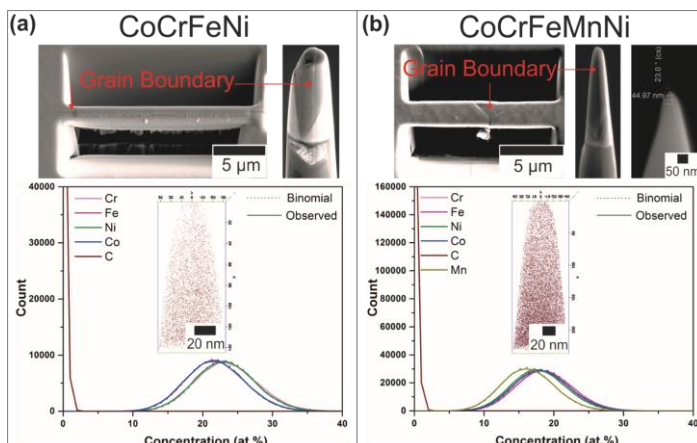 (a) CoCrFeNi
Grain Boundary
5 µm
40000
30000
20000
10000
0
Count
Cr
Fe
Ni
Co
C
Binomial
Observed
20 nm
0 10 20 30 40
Concentration (at.%)
(b) CoCrFeMnNi
Grain Boundary
5 µm
23.0 ° (cs)
44.97 nm
50 nm
160000
140000
120000
100000
80000
60000
40000
20000
0
Count
Cr
Fe
Ni
Co
C
Mn
Binomial
Observed
20 nm
0 10 20 30 40
Concentration (at.%)